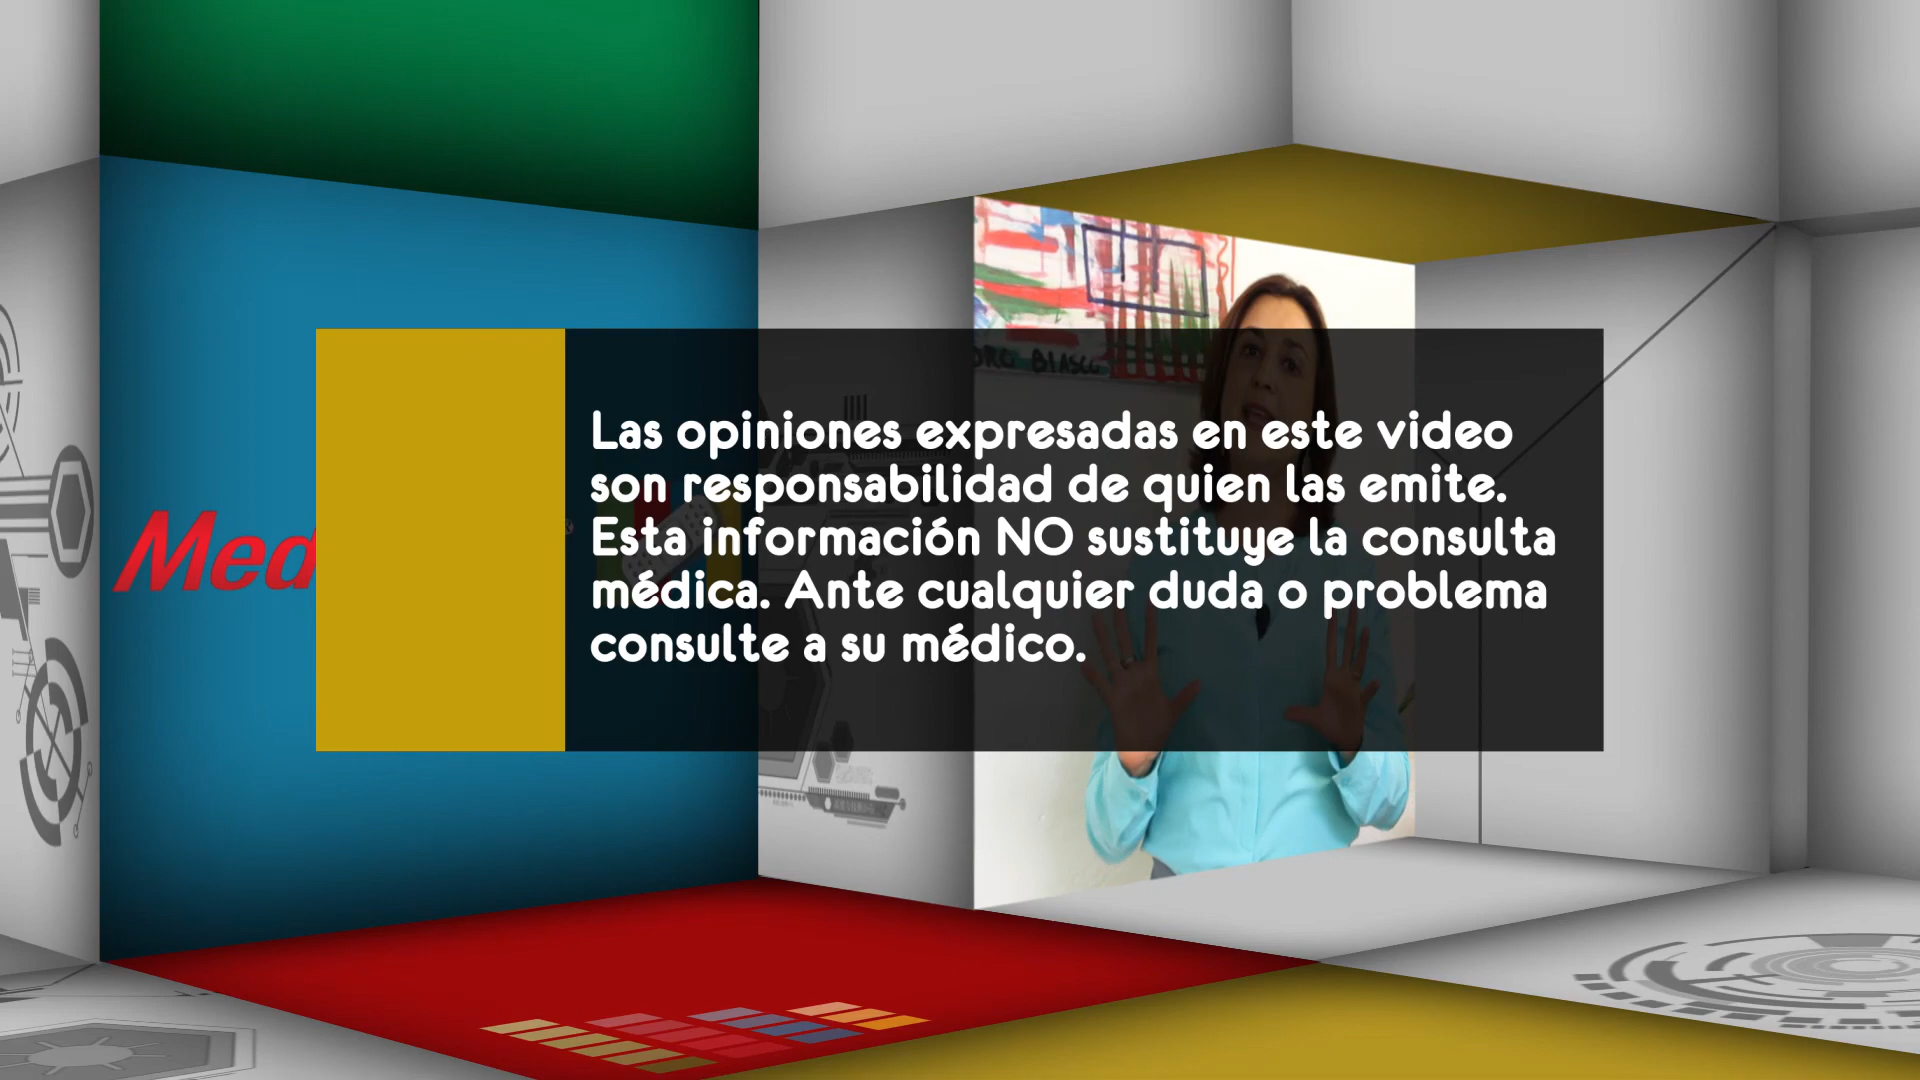 Las opiniones expresadas en este video
son responsabilidad de quien las emite.
Esta información NO sustituye la consulta
médica. Ante cualquier duda o problema
consulte a su médico.
Med